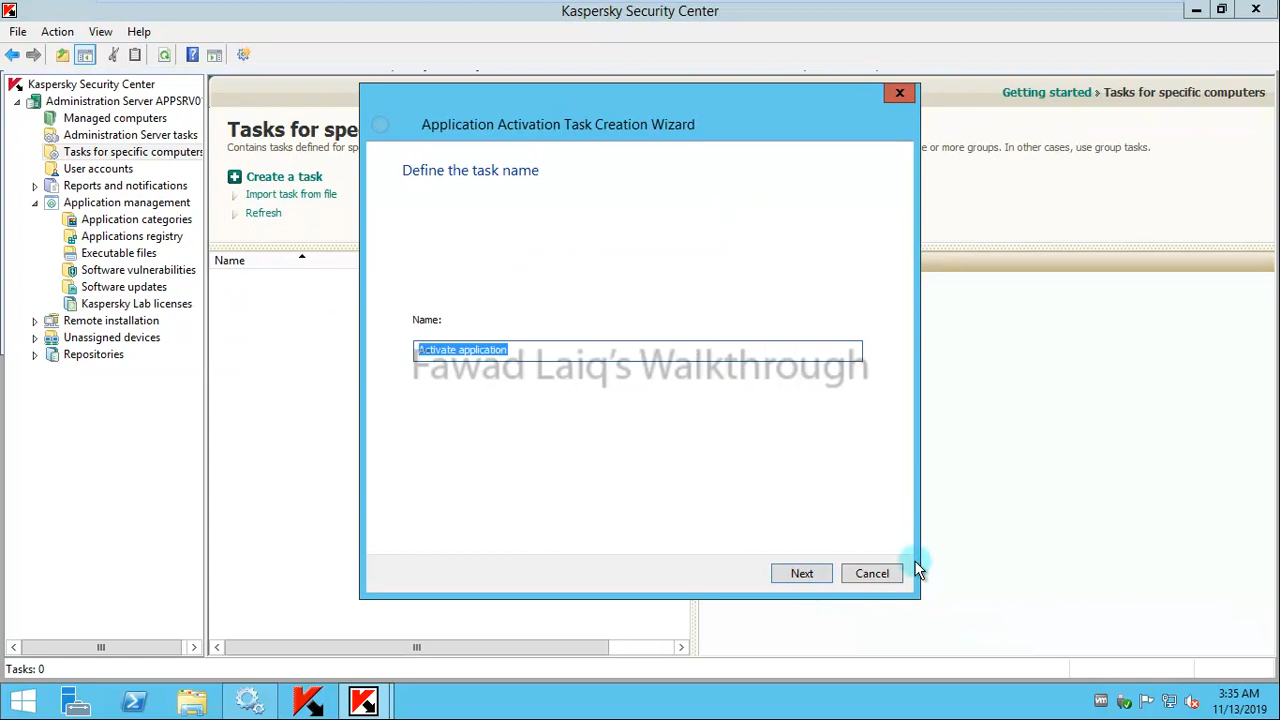 Kaspersky Security Center
File Action View Help
Kaspersky Security Center
Administration Server APPSRV0
Managed computers
Administration Server tasks
Tasks for specific computers
User accounts
Reports and notifications
Application management
Application categories
Applications registry
Executable files
Software vulnerabilities
Software updates
Kaspersky Lab licenses
Remote installation
Unassigned devices
Repositories
Getting started > Tasks for specific computers
Tasks for spe
Contains tasks defined for sp
e or more groups. In other cases, use group tasks.
Create a task
Import task from file
Refresh
Name
Application Activation Task Creation Wizard
Define the task name
Name:
Activate application
Fawad Laiq's Walkthrough
Next Cancel
Tasks: 0
3:35 AM
11/13/2019